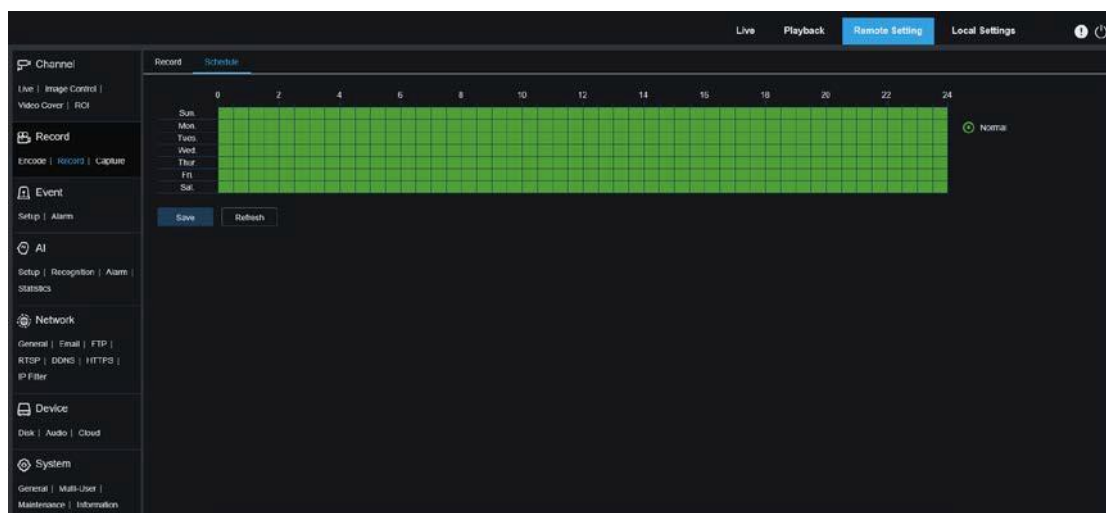 Live Playback Remote Setting Local Settings
Channel
Live | Image Control |
Video Cover | ROI
Record
Encode | Record | Capture
Event
Setup | Alarm
AI
Setup | Recognition | Alarm |
Statistics
Network
General | Email | FTP |
RTSP | DDNS | HTTPS |
IP Filter
Device
Disk | Audio | Cloud
System
General | Multi-User |
Maintenance | Information
Record Schedule
0 2 4 6 8 10 12 14 16 18 20 22 24
Sun.
Mon.
Tues.
Wed.
Thur.
Fri.
Sat.
Normal
Save Refresh